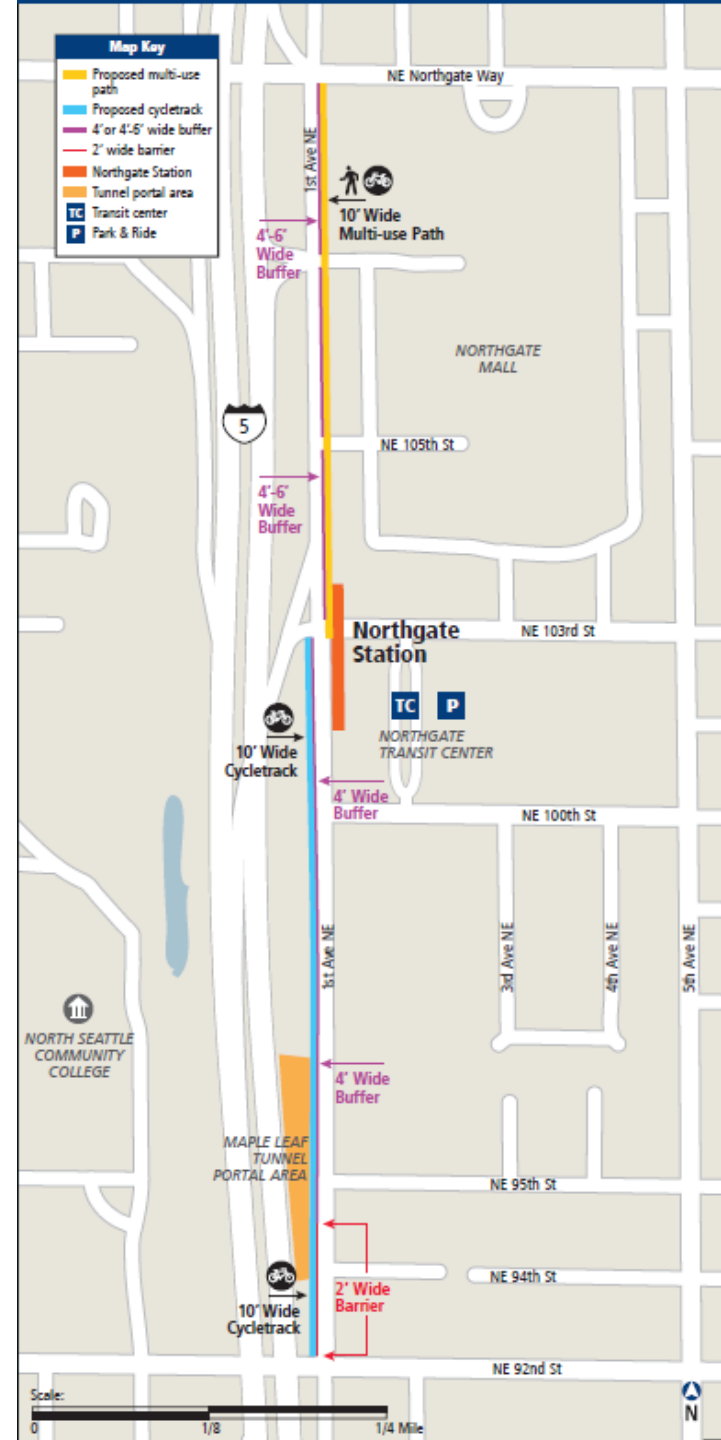 Map Key
Proposed multi-use
path
Proposed cycletrack
4' or 4'-6' wide buffer
2' wide barrier
Northgate Station
Tunnel portal area
TC Transit center
P Park & Ride
NE Northgate Way
1st Ave NE
10' Wide
Multi-use Path
4'-6'
Wide
Buffer
NORTHGATE
MALL
5
NE 105th St
4'-6'
Wide
Buffer
Northgate
Station
NE 103rd St
TC P
NORTHGATE
TRANSIT CENTER
10' Wide
Cycletrack
4' Wide
Buffer
NE 100th St
1st Ave NE
3rd Ave NE
4th Ave NE
5th Ave NE
NORTH SEATTLE
COMMUNITY
COLLEGE
4' Wide
Buffer
MAPLE LEAF
TUNNEL
PORTAL AREA
NE 95th St
NE 94th St
2' Wide
Barrier
10' Wide
Cycletrack
NE 92nd St
Scale:
0 1/8 1/4 Mile
N